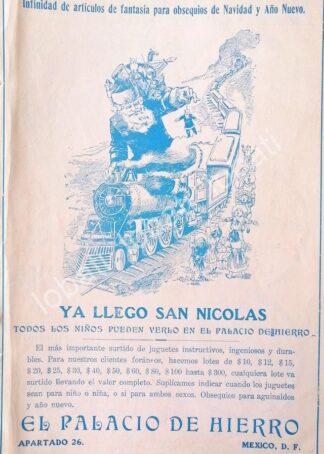 Infinidad de artículos de fantasía para obsequios de Navidad y Año Nuevo.
YA LLEGO SAN NICOLAS
TODOS LOS NIÑOS PUEDEN VERLO EN EL PALACIO DE HIERRO
El más importante surtido de juguetes instructivos, ingeniosos y dura-
bles. Para nuestros clientes foráneos, hacemos lotes de $ 10, $ 12, $ 15,
$ 20, $ 25, $ 30, $ 40, $ 50, $ 60, $ 80, $ 100 hasta $ 300, cualquiera lote va
surtido llevando el valor completo. Suplicamos indicar cuando los juguetes
sean para niño o niña, o si para ambos sexos. Obsequios para aguinaldos
y año nuevo.
EL PALACIO DE HIERRO
APARTADO 26. MEXICO, D. F.